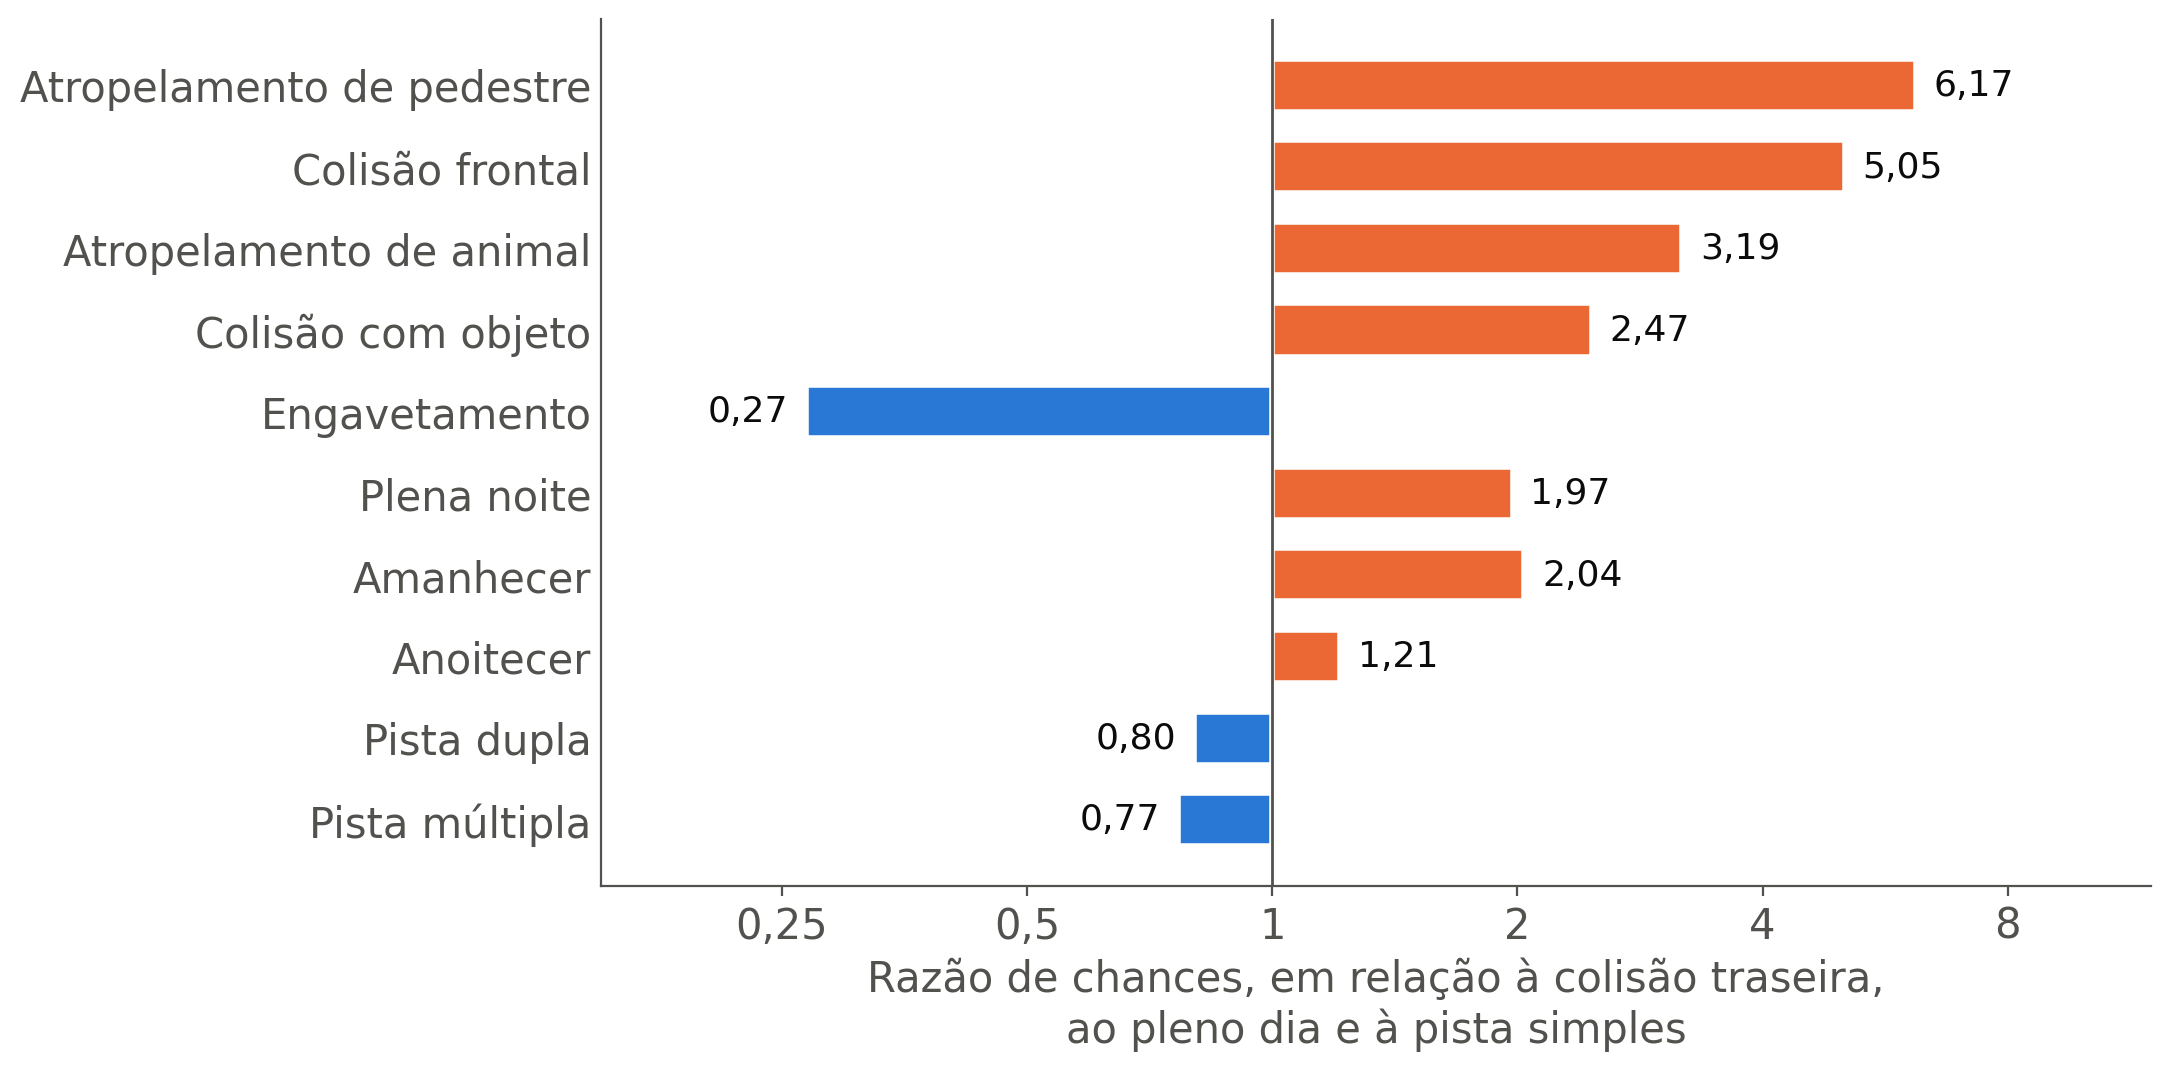 Atropelamento de pedestre 6,17
Colisão frontal 5,05
Atropelamento de animal 3,19
Colisão com objeto 2,47
Engavetamento 0,27
Plena noite 1,97
Amanhecer 2,04
Anoitecer 1,21
Pista dupla 0,80
Pista múltipla 0,77
0,25 0,5 1 2 4 8
Razão de chances, em relação à colisão traseira,
ao pleno dia e à pista simples